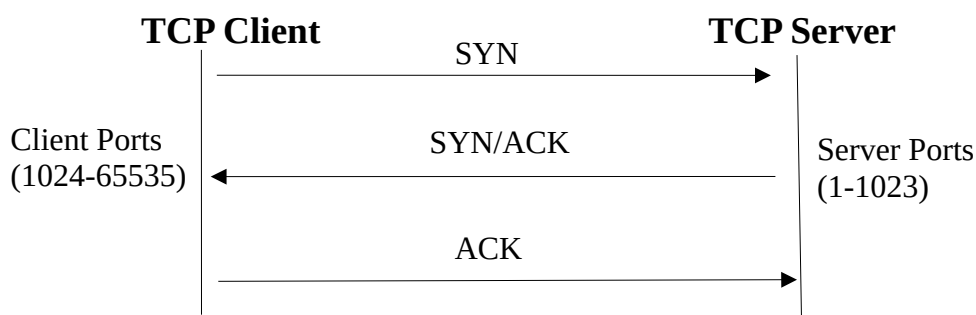 TCP Client
TCP Server
SYN
Client Ports
(1024-65535)
SYN/ACK
Server Ports
(1-1023)
ACK